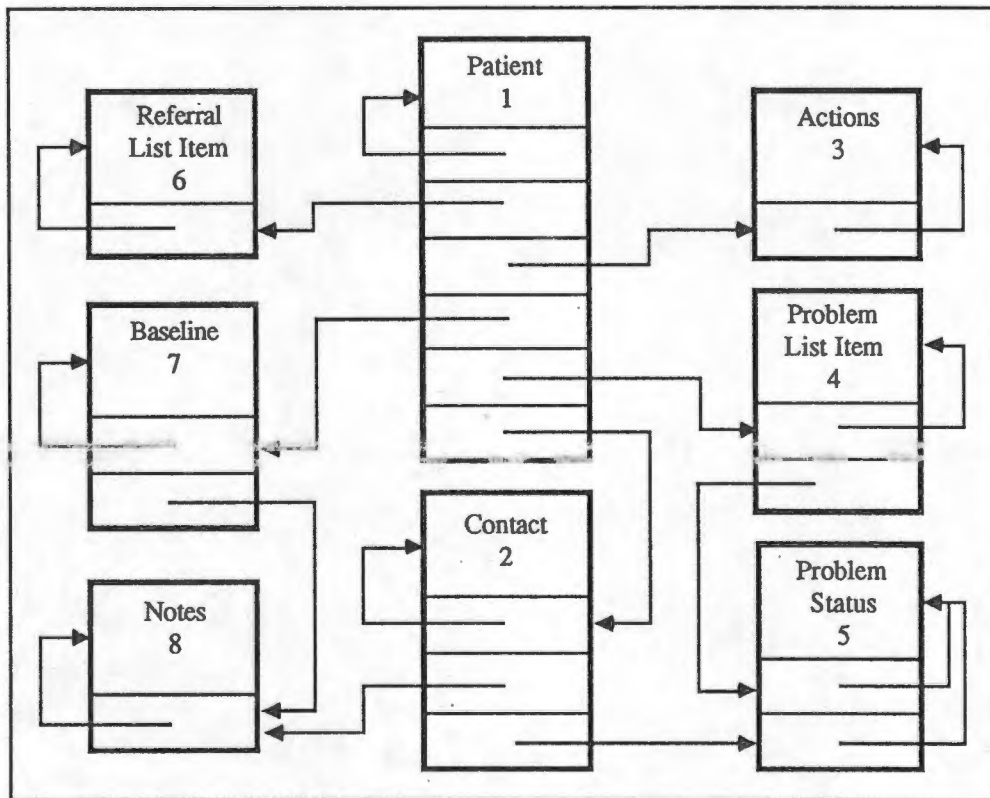 Patient
1
Referral
List Item
6
Actions
3
Baseline
7
Problem
List Item
4
Contact
2
Notes
8
Problem
Status
5